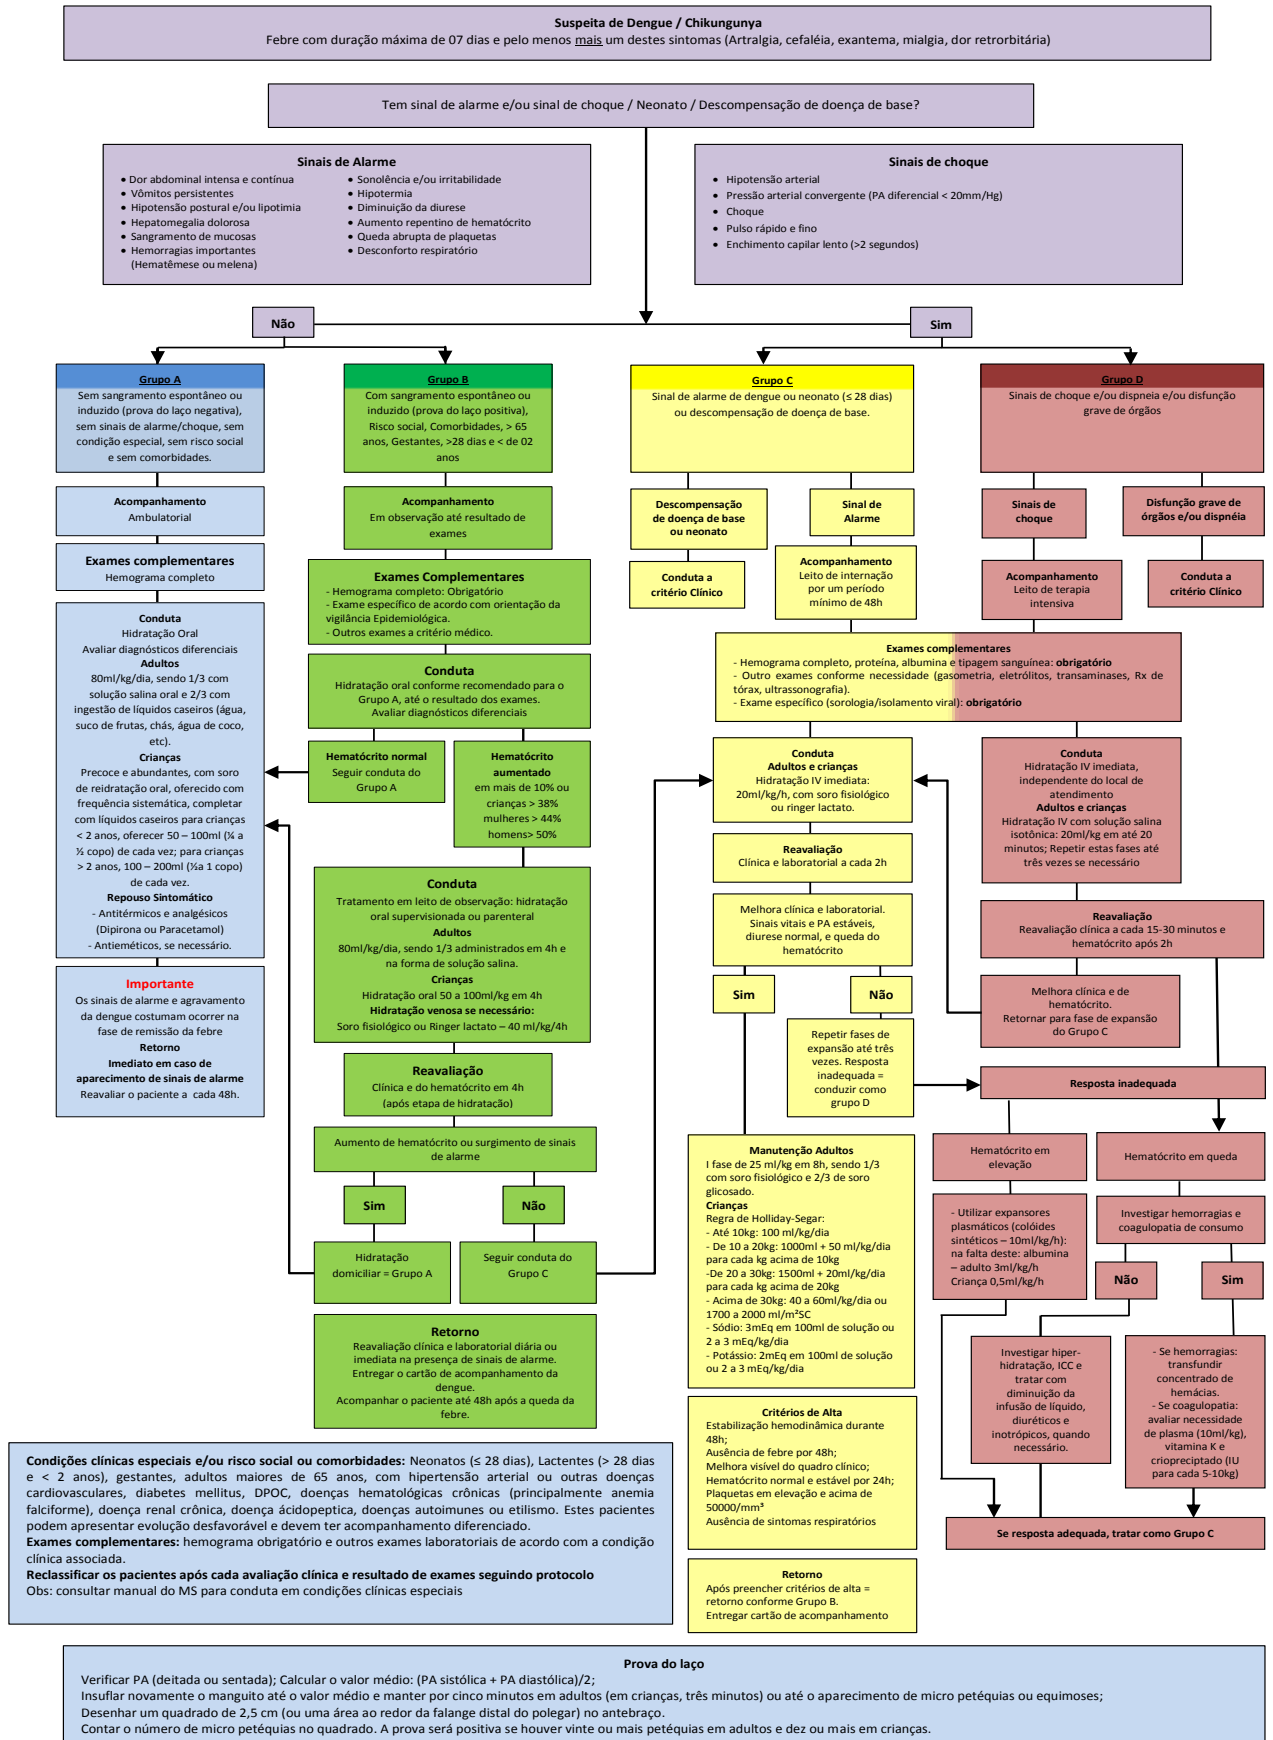 Suspeita de Dengue / Chikungunya
Febre com duração máxima de 07 dias e pelo menos mais um destes sintomas (Artralgia, cefaléia, exantema, mialgia, dor retrorbitária)
Tem sinal de alarme e/ou sinal de choque / Neonato / Descompensação de doença de base?
Sinais de Alarme
• Dor abdominal intensa e contínua
• Vômitos persistentes
• Hipotensão postural e/ou lipotimia
• Hepatomegalia dolorosa
• Sangramento de mucosas
• Hemorragias importantes
(Hematêmese ou melena)
• Sonolência e/ou irritabilidade
• Hipotermia
• Diminuição da diurese
• Aumento repentino de hematócrito
• Queda abrupta de plaquetas
• Desconforto respiratório
Sinais de choque
• Hipotensão arterial
• Pressão arterial convergente (PA diferencial < 20mm/Hg)
• Choque
• Pulso rápido e fino
• Enchimento capilar lento (>2 segundos)
Não
Sim
Grupo A
Sem sangramento espontâneo ou
induzido (prova do laço negativa),
sem sinais de alarme/choque, sem
condição especial, sem risco social
e sem comorbidades.
Acompanhamento
Ambulatorial
Exames complementares
Hemograma completo
Conduta
Hidratação Oral
Avaliar diagnósticos diferenciais
Adultos
80ml/kg/dia, sendo 1/3 com
solução salina oral e 2/3 com
ingestão de líquidos caseiros (água,
suco de frutas, chás, água de coco,
etc).
Crianças
Precoce e abundantes, com soro
de reidratação oral, oferecido com
frequência sistemática, completar
com líquidos caseiros para crianças
< 2 anos, oferecer 50 – 100ml (¼ a
½ copo) de cada vez; para crianças
> 2 anos, 100 – 200ml (½a 1 copo)
de cada vez.
Repouso Sintomático
- Antitérmicos e analgésicos
(Dipirona ou Paracetamol)
- Antieméticos, se necessário.
Importante
Os sinais de alarme e agravamento
da dengue costumam ocorrer na
fase de remissão da febre
Retorno
Imediato em caso de
aparecimento de sinais de alarme
Reavaliar o paciente a cada 48h.
Grupo B
Com sangramento espontâneo ou
induzido (prova do laço positiva),
Risco social, Comorbidades, > 65
anos, Gestantes, >28 dias e < de 02
anos
Acompanhamento
Em observação até resultado de
exames
Exames Complementares
- Hemograma completo: Obrigatório
- Exame específico de acordo com orientação da
vigilância Epidemiológica.
- Outros exames a critério médico.
Conduta
Hidratação oral conforme recomendado para o
Grupo A, até o resultado dos exames.
Avaliar diagnósticos diferenciais
Hematócrito normal
Seguir conduta do
Grupo A
Hematócrito
aumentado
em mais de 10% ou
crianças > 38%
mulheres > 44%
homens> 50%
Conduta
Tratamento em leito de observação: hidratação
oral supervisionada ou parenteral
Adultos
80ml/kg/dia, sendo 1/3 administrados em 4h e
na forma de solução salina.
Crianças
Hidratação oral 50 a 100ml/kg em 4h
Hidratação venosa se necessário:
Soro fisiológico ou Ringer lactato – 40 ml/kg/4h
Reavaliação
Clínica e do hematócrito em 4h
(após etapa de hidratação)
Aumento de hematócrito ou surgimento de sinais
de alarme
Sim
Não
Hidratação
domiciliar = Grupo A
Seguir conduta do
Grupo C
Retorno
Reavaliação clínica e laboratorial diária ou
imediata na presença de sinais de alarme.
Entregar o cartão de acompanhamento da
dengue.
Acompanhar o paciente até 48h após a queda da
febre.
Grupo C
Sinal de alarme de dengue ou neonato (≤ 28 dias)
ou descompensação de doença de base.
Descompensação
de doença de base
ou neonato
Conduta a
critério Clínico
Sinal de
Alarme
Acompanhamento
Leito de internação
por um período
mínimo de 48h
Grupo D
Sinais de choque e/ou dispneia e/ou disfunção
grave de órgãos
Sinais de
choque
Acompanhamento
Leito de terapia
intensiva
Disfunção grave de
órgãos e/ou dispnéia
Conduta a
critério Clínico
Exames complementares
- Hemograma completo, proteína, albumina e tipagem sanguínea: obrigatório
- Outro exames conforme necessidade (gasometria, eletrólitos, transaminases, Rx de
tórax, ultrassonografia).
- Exame específico (sorologia/isolamento viral): obrigatório
Conduta
Adultos e crianças
Hidratação IV imediata:
20ml/kg/h, com soro fisiológico
ou ringer lactato.
Reavaliação
Clínica e laboratorial a cada 2h
Melhora clínica e laboratorial.
Sinais vitais e PA estáveis,
diurese normal, e queda do
hematócrito
Sim
Não
Repetir fases de
expansão até três
vezes. Resposta
inadequada =
conduzir como
grupo D
Manutenção Adultos
I fase de 25 ml/kg em 8h, sendo 1/3
com soro fisiológico e 2/3 de soro
glicosado.
Crianças
Regra de Holliday-Segar:
- Até 10kg: 100 ml/kg/dia
- De 10 a 20kg: 1000ml + 50 ml/kg/dia
para cada kg acima de 10kg
-De 20 a 30kg: 1500ml + 20ml/kg/dia
para cada kg acima de 20kg
- Acima de 30kg: 40 a 60ml/kg/dia ou
1700 a 2000 ml/m²SC
- Sódio: 3mEq em 100ml de solução ou
2 a 3 mEq/kg/dia
- Potássio: 2mEq em 100ml de solução
ou 2 a 3 mEq/kg/dia
Critérios de Alta
Estabilização hemodinâmica durante
48h;
Ausência de febre por 48h;
Melhora visível do quadro clínico;
Hematócrito normal e estável por 24h;
Plaquetas em elevação e acima de
50000/mm³
Ausência de sintomas respiratórios
Retorno
Após preencher critérios de alta =
retorno conforme Grupo B.
Entregar cartão de acompanhamento
Conduta
Hidratação IV imediata,
independente do local de
atendimento
Adultos e crianças
Hidratação IV com solução salina
isotônica: 20ml/kg em até 20
minutos; Repetir estas fases até
três vezes se necessário
Reavaliação
Reavaliação clínica a cada 15-30 minutos e
hematócrito após 2h
Melhora clínica e de
hematócrito.
Retornar para fase de expansão
do Grupo C
Resposta inadequada
Hematócrito em
elevação
Hematócrito em queda
- Utilizar expansores
plasmáticos (colóides
sintéticos – 10ml/kg/h):
na falta deste: albumina
– adulto 3ml/kg/h
Criança 0,5ml/kg/h
Investigar hemorragias e
coagulopatia de consumo
Não
Sim
Investigar hiper-
hidratação, ICC e
tratar com
diminuição da
infusão de líquido,
diuréticos e
inotrópicos, quando
necessário.
- Se hemorragias:
transfundir
concentrado de
hemácias.
- Se coagulopatia:
avaliar necessidade
de plasma (10ml/kg),
vitamina K e
criopreciptado (IU
para cada 5-10kg)
Se resposta adequada, tratar como Grupo C
Condições clínicas especiais e/ou risco social ou comorbidades: Neonatos (≤ 28 dias), Lactentes (> 28 dias
e < 2 anos), gestantes, adultos maiores de 65 anos, com hipertensão arterial ou outras doenças
cardiovasculares, diabetes mellitus, DPOC, doenças hematológicas crônicas (principalmente anemia
falciforme), doença renal crônica, doença ácidopeptica, doenças autoimunes ou etilismo. Estes pacientes
podem apresentar evolução desfavorável e devem ter acompanhamento diferenciado.
Exames complementares: hemograma obrigatório e outros exames laboratoriais de acordo com a condição
clínica associada.
Reclassificar os pacientes após cada avaliação clínica e resultado de exames seguindo protocolo
Obs: consultar manual do MS para conduta em condições clínicas especiais
Prova do laço
Verificar PA (deitada ou sentada); Calcular o valor médio: (PA sistólica + PA diastólica)/2;
Insuflar novamente o manguito até o valor médio e manter por cinco minutos em adultos (em crianças, três minutos) ou até o aparecimento de micro petéquias ou equimoses;
Desenhar um quadrado de 2,5 cm (ou uma área ao redor da falange distal do polegar) no antebraço.
Contar o número de micro petéquias no quadrado. A prova será positiva se houver vinte ou mais petéquias em adultos e dez ou mais em crianças.